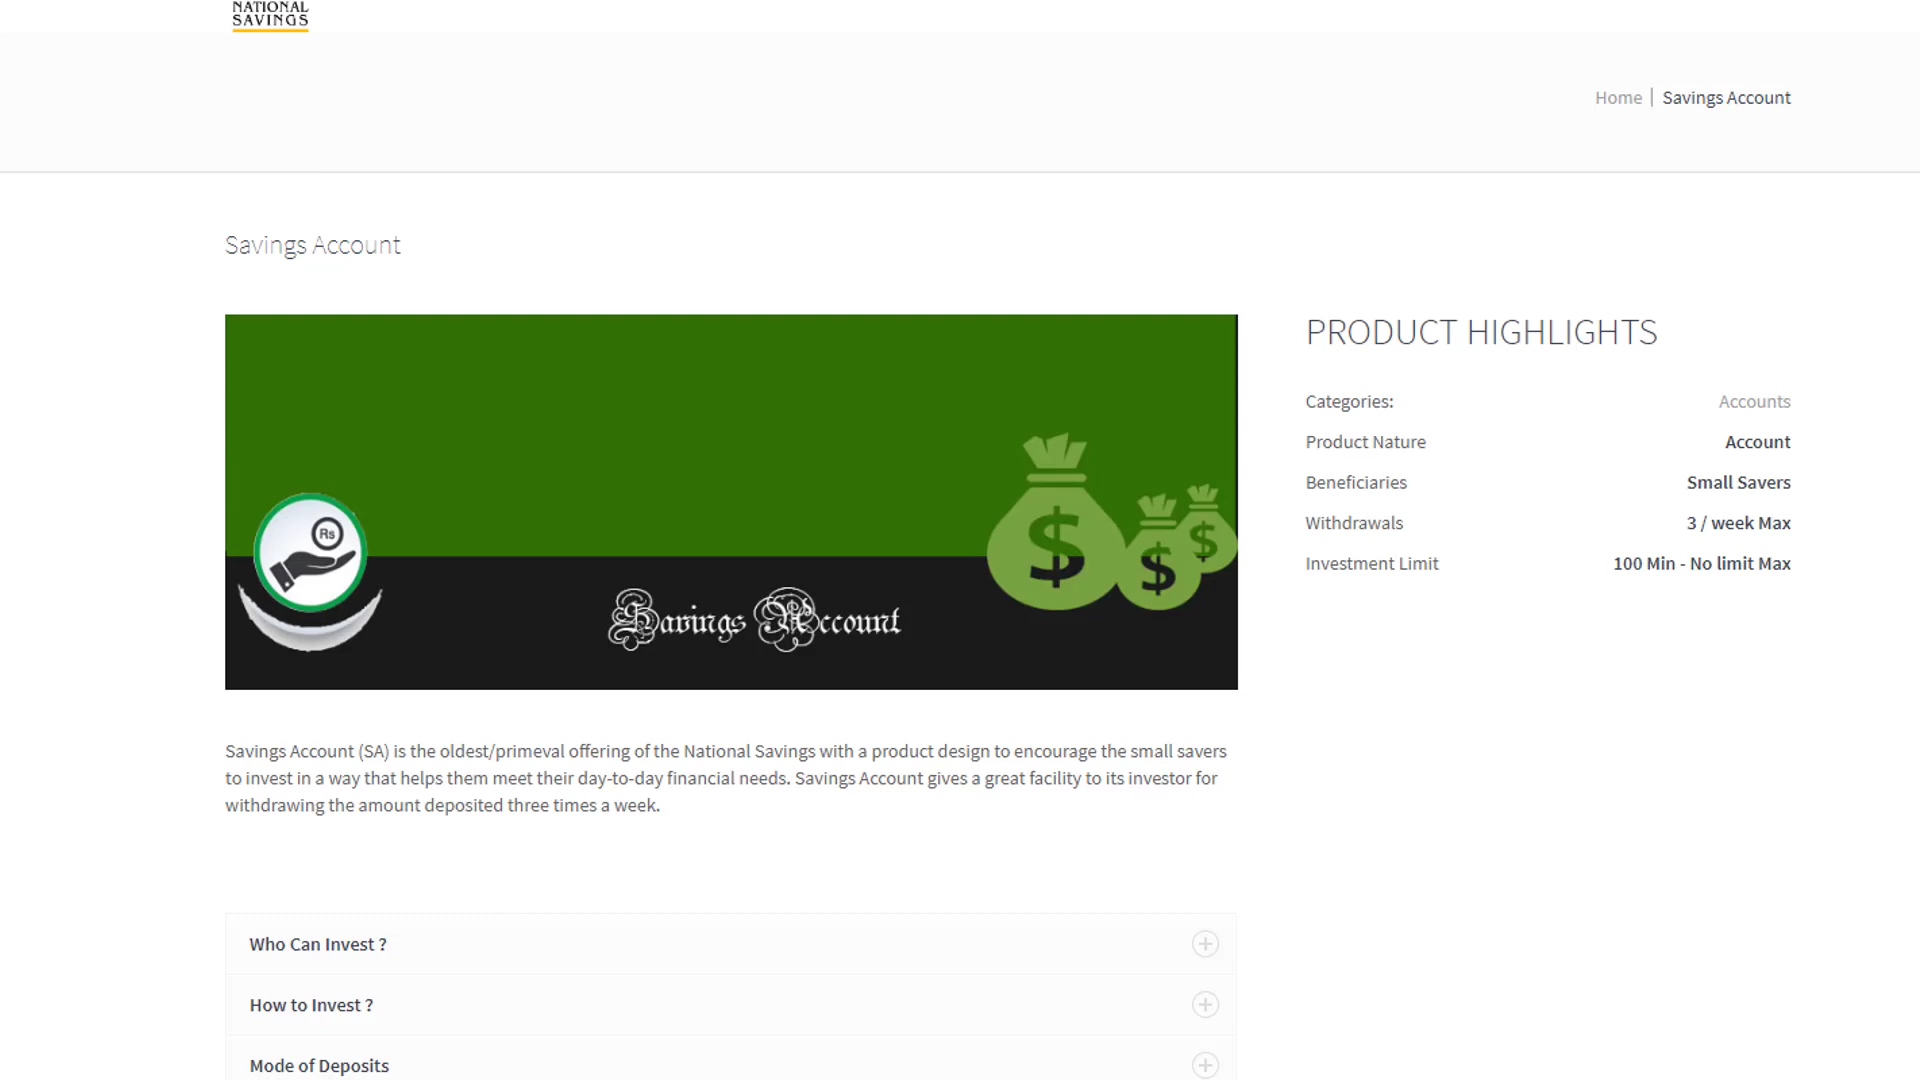 NATIONAL
SAVINGS
Home | Savings Account
Savings Account
Rs
$
$
$
Savings Account
PRODUCT HIGHLIGHTS
Categories: Accounts
Product Nature Account
Beneficiaries Small Savers
Withdrawals 3 / week Max
Investment Limit 100 Min - No limit Max
Savings Account (SA) is the oldest/primeval offering of the National Savings with a product design to encourage the small savers
to invest in a way that helps them meet their day-to-day financial needs. Savings Account gives a great facility to its investor for
withdrawing the amount deposited three times a week.
Who Can Invest ?
How to Invest ?
Mode of Deposits